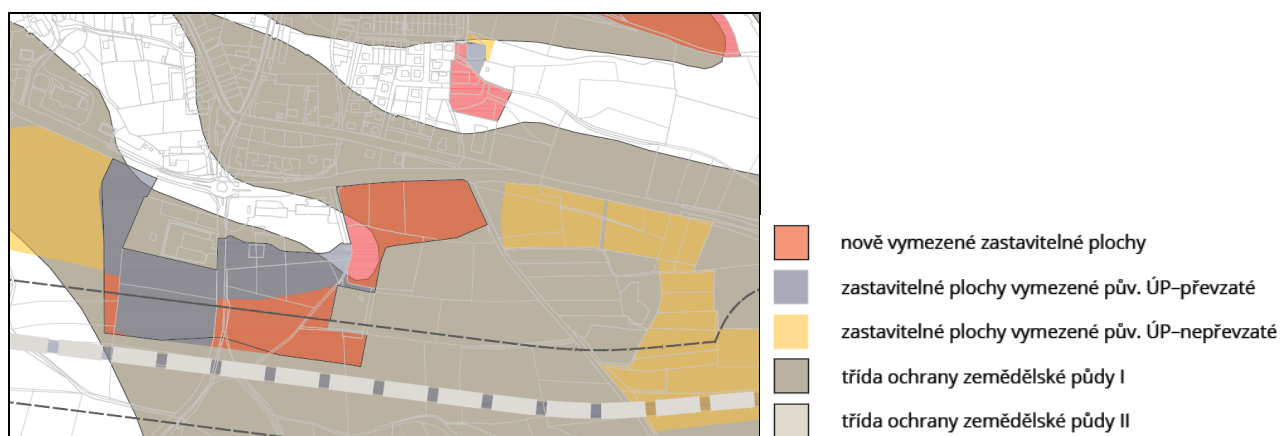 nově vymezené zastavitelné plochy
zastavitelné plochy vymezené pův. ÚP–převzaté
zastavitelné plochy vymezené pův. ÚP–nepřevzaté
třída ochrany zemědělské půdy I
třída ochrany zemědělské půdy II